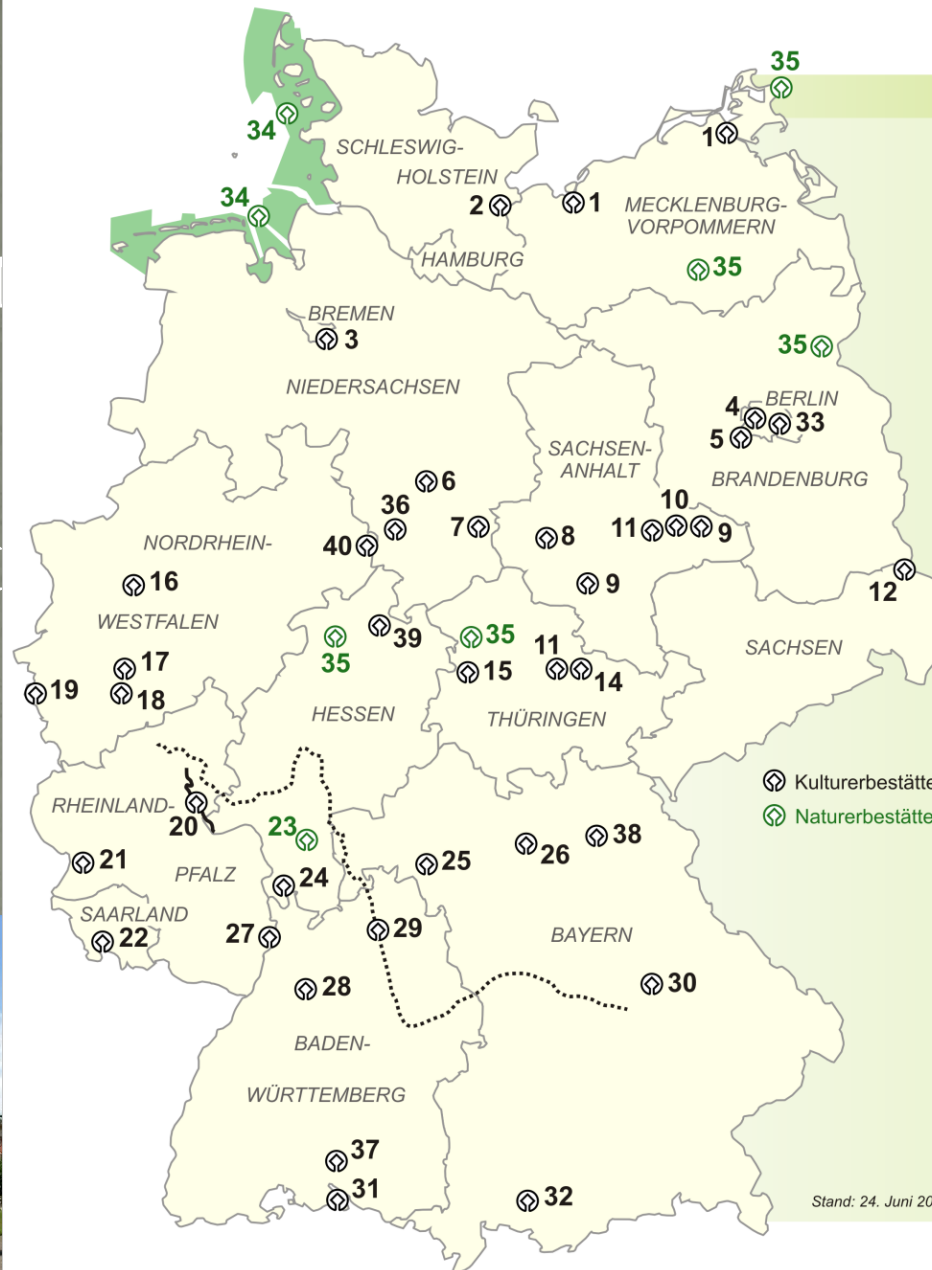 35
34
1
SCHLESWIG-
HOLSTEIN
34
2
1
MECKLENBURG-
VORPOMMERN
HAMBURG
35
BREMEN
3
35
NIEDERSACHSEN
BERLIN
4
33
5
SACHSEN-
ANHALT
BRANDENBURG
6
36
10
7
8
11
9
NORDRHEIN-
40
16
9
12
WESTFALEN
39
35
35
SACHSEN
17
11
15
14
19
18
HESSEN
THÜRINGEN
Kulturerbestätte
RHEINLAND-
20
Naturerbestätte
23
26
38
21
PFALZ
24
25
SAARLAND
22
27
29
BAYERN
28
30
BADEN-
WÜRTTEMBERG
37
31
32
Stand: 24. Juni 20